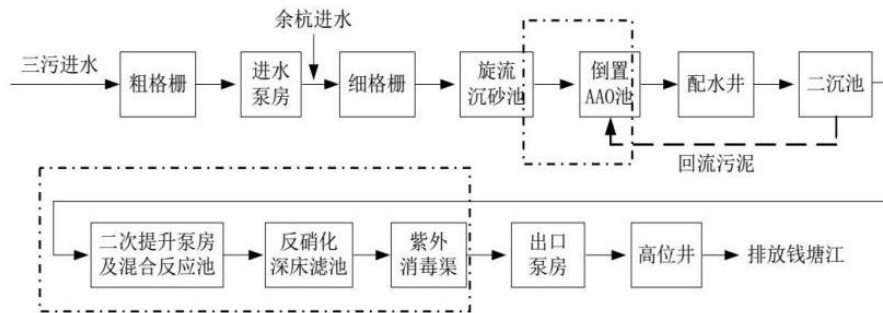 余杭进水
三污进水
粗格栅
进水
泵房
细格栅
旋流
沉砂池
倒置
AAO池
配水井
二沉池
回流污泥
二次提升泵房
及混合反应池
反硝化
深床滤池
紫外
消毒渠
出口
泵房
高位井
排放钱塘江